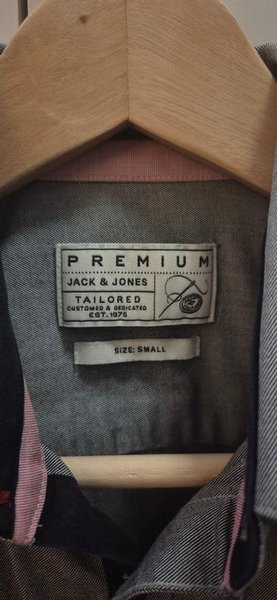 PREMIUM
JACK & JONES
TAILORED
CUSTOMED & DEDICATED
EST. 1975
SIZE: SMALL